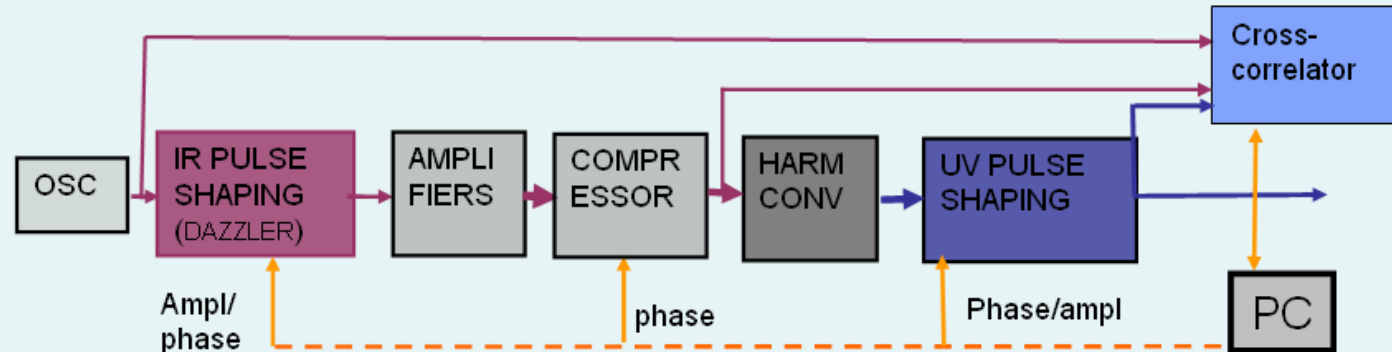 Cross-
correlator
OSC
IR PULSE
SHAPING
(DAZZLER)
AMPLI
FIERS
COMPR
ESSOR
HARM
CONV
UV PULSE
SHAPING
Ampl/
phase
phase
Phase/ampl
PC